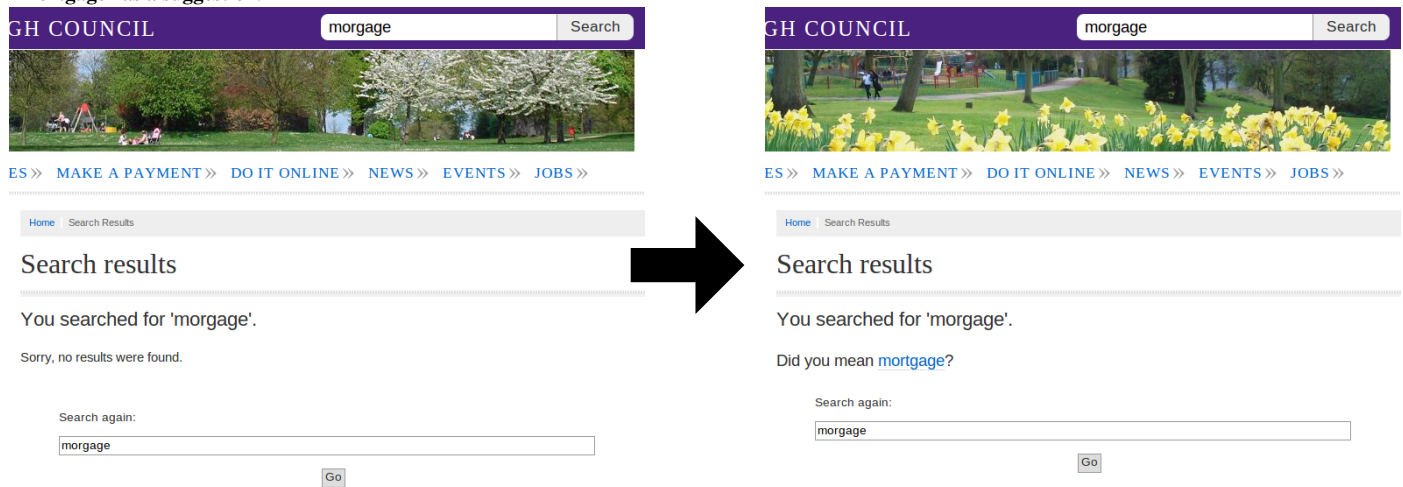 GH COUNCIL
morgage
Search
ES» MAKE A PAYMENT» DO IT ONLINE» NEWS» EVENTS» JOBS»
Home Search Results
Search results
You searched for 'morgage'.
Sorry, no results were found.
Search again:
morgage
Go
GH COUNCIL
morgage
Search
ES» MAKE A PAYMENT» DO IT ONLINE» NEWS» EVENTS» JOBS»
Home Search Results
Search results
You searched for 'morgage'.
Did you mean mortgage?
Search again:
morgage
Go